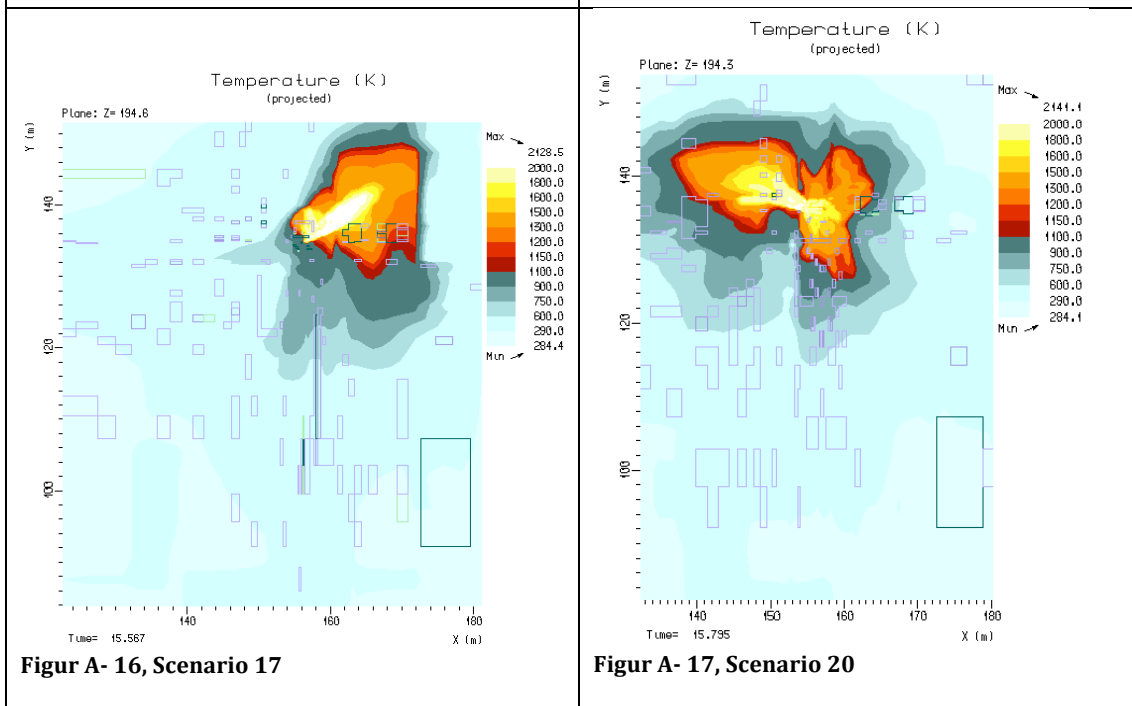 Temperature (K)
(projected)
Plane: Z= 194.6
Y (m)
140
120
100
140
160
180
X (m)
Time= 15.567
Max
2128.5
2000.0
1800.0
1500.0
1300.0
1200.0
1150.0
1100.0
900.0
750.0
600.0
290.0
284.4
Min
Figur A- 16, Scenario 17
Temperature (K)
(projected)
Plane: Z= 194.3
Y (m)
140
120
100
140
150
160
170
180
X (m)
Time= 15.795
Max
2141.1
2000.0
1800.0
1600.0
1400.0
1300.0
1200.0
1150.0
1100.0
900.0
750.0
600.0
290.0
284.1
Min
Figur A- 17, Scenario 20